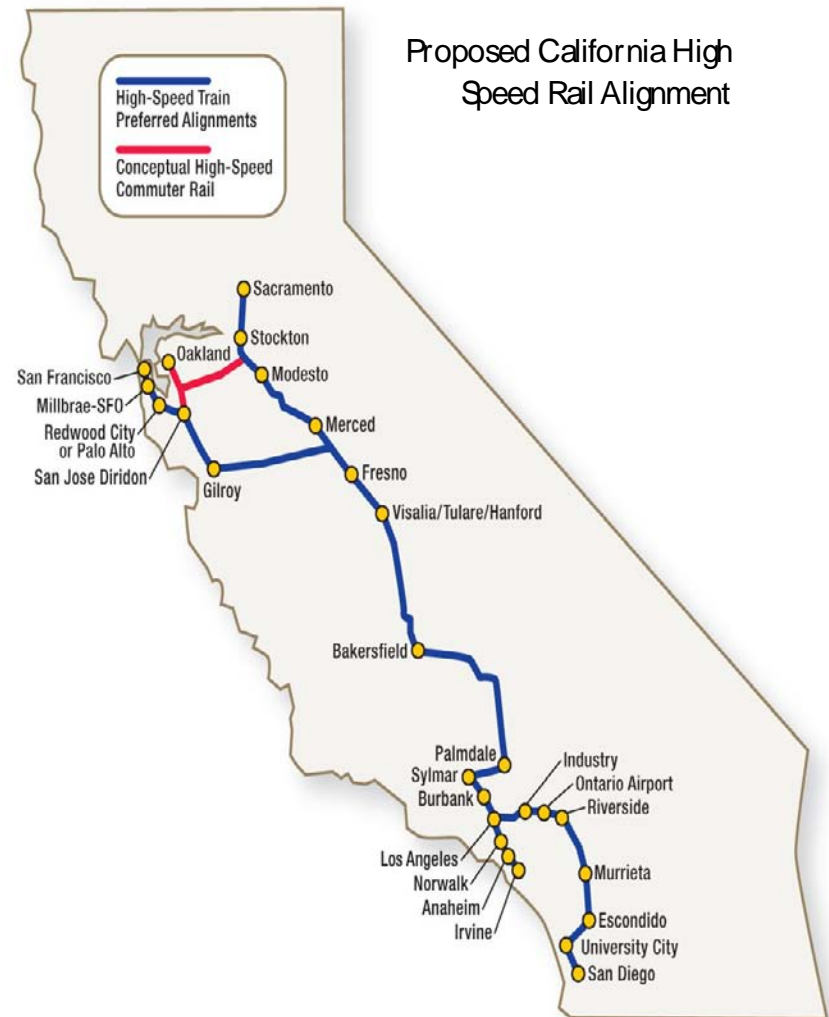 Proposed California High
Speed Rail Alignment
High-Speed Train
Preferred Alignments
Conceptual High-Speed
Commuter Rail
Sacramento
Stockton
Oakland
San Francisco
Modesto
Millbrae-SFO
Merced
Redwood City
or Palo Alto
San Jose Diridon
Gilroy
Fresno
Visalia/Tulare/Hanford
Bakersfield
Palmdale
Industry
Sylmar
Ontario Airport
Burbank
Riverside
Los Angeles
Norwalk
Murrieta
Anaheim
Irvine
Escondido
University City
San Diego